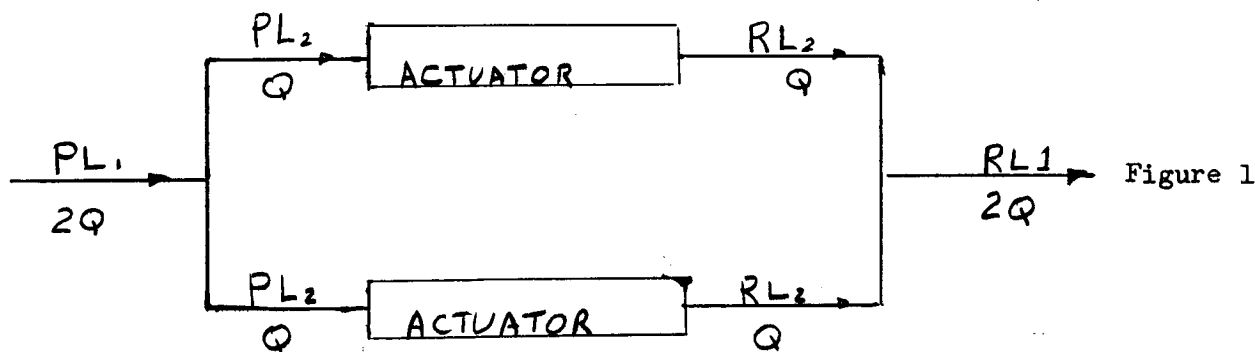 PL₂ RL₂
Q ACTUATOR Q
PL₁ RL1 Figure 1
2Q 2Q
PL₂ RL₂
Q ACTUATOR Q